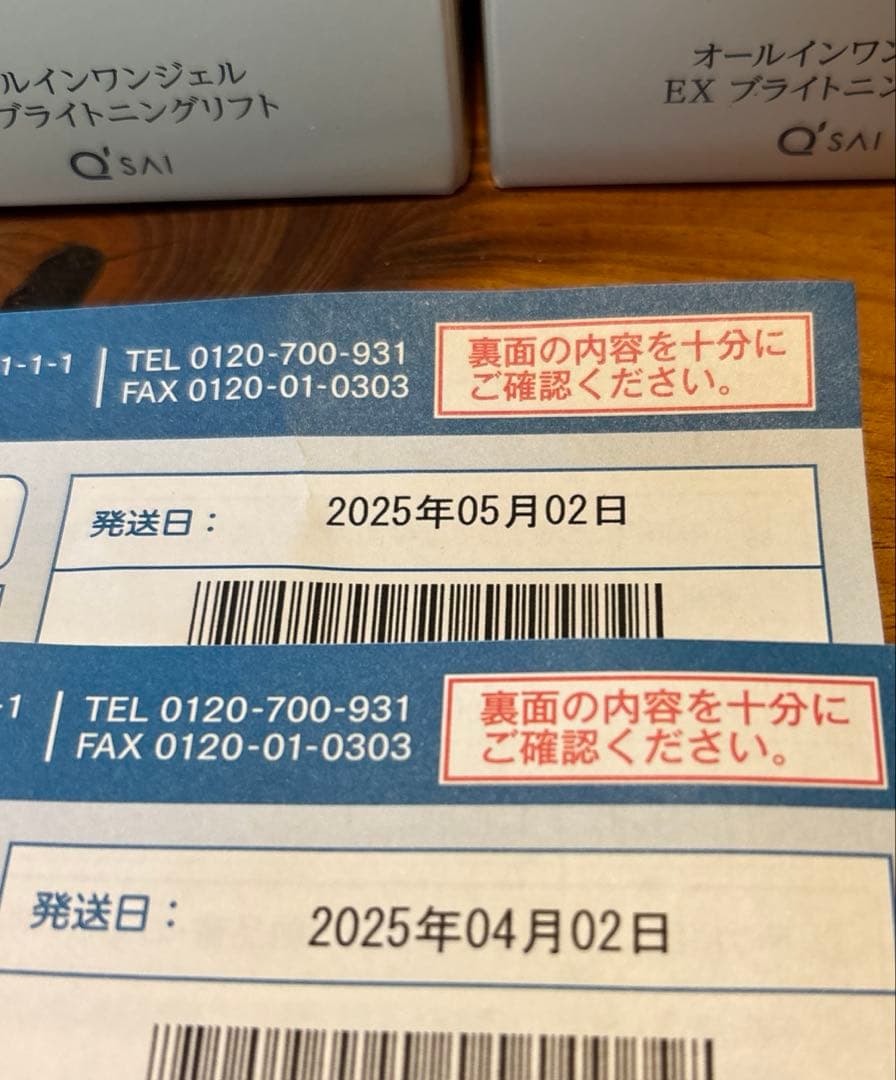 ルインワンジェル
ブライトニングリフト
Q'SAI
オールインワン
EX ブライトニン
Q'SAI
1-1-1
TEL 0120-700-931
FAX 0120-01-0303
裏面の内容を十分に
ご確認ください。
発送日：
2025年05月02日
-1
TEL 0120-700-931
FAX 0120-01-0303
裏面の内容を十分に
ご確認ください。
発送日：
2025年04月02日